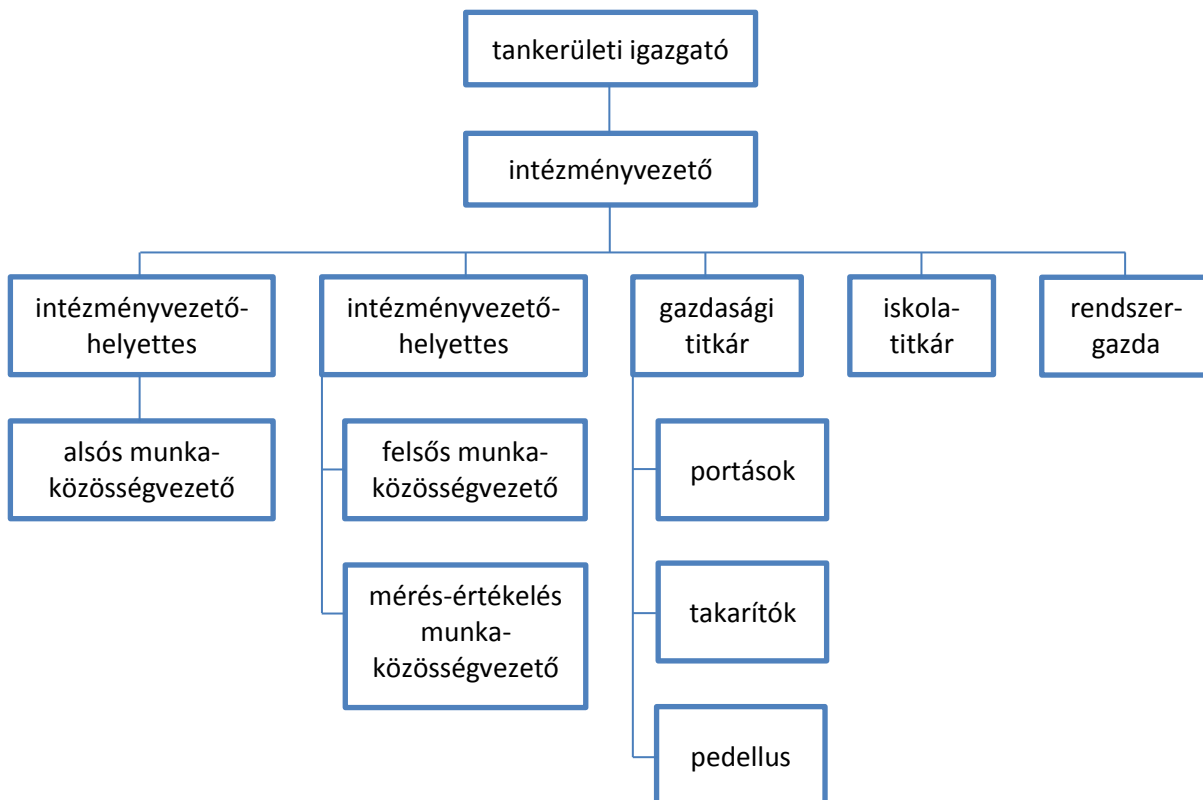 tankerületi igazgató
intézményvezető
intézményvezető-
helyettes
intézményvezető-
helyettes
gazdasági
titkár
iskola-
titkár
rendszer-
gazda
alsós munka-
közösségvezető
felsős munka-
közösségvezető
portások
mérés-értékelés
munka-
közösségvezető
takarítók
pedellus